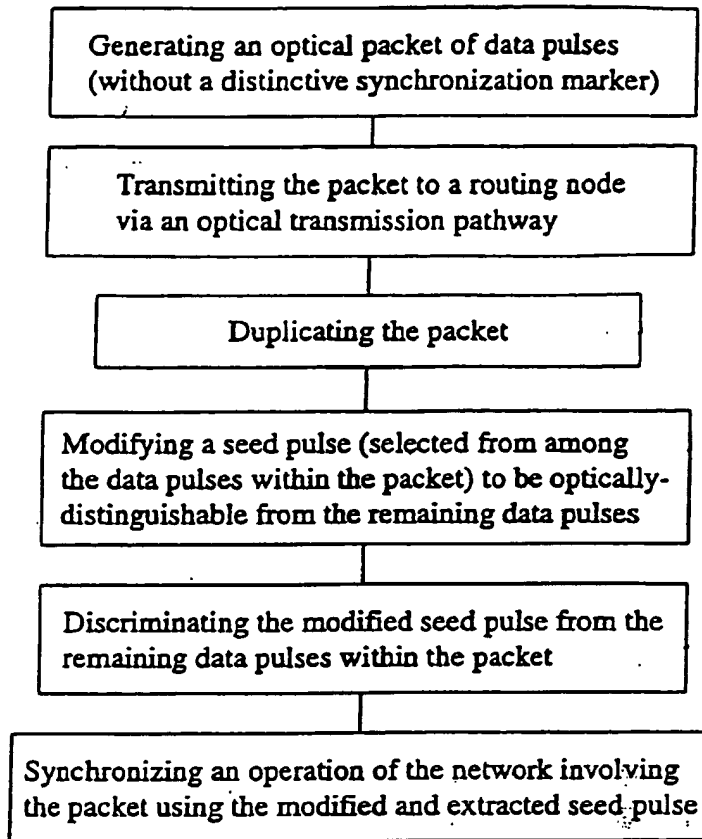 Generating an optical packet of data pulses
(without a distinctive synchronization marker)
Transmitting the packet to a routing node
via an optical transmission pathway
Duplicating the packet
Modifying a seed pulse (selected from among
the data pulses within the packet) to be optically-
distinguishable from the remaining data pulses
Discriminating the modified seed pulse from the
remaining data pulses within the packet
Synchronizing an operation of the network involving
the packet using the modified and extracted seed pulse